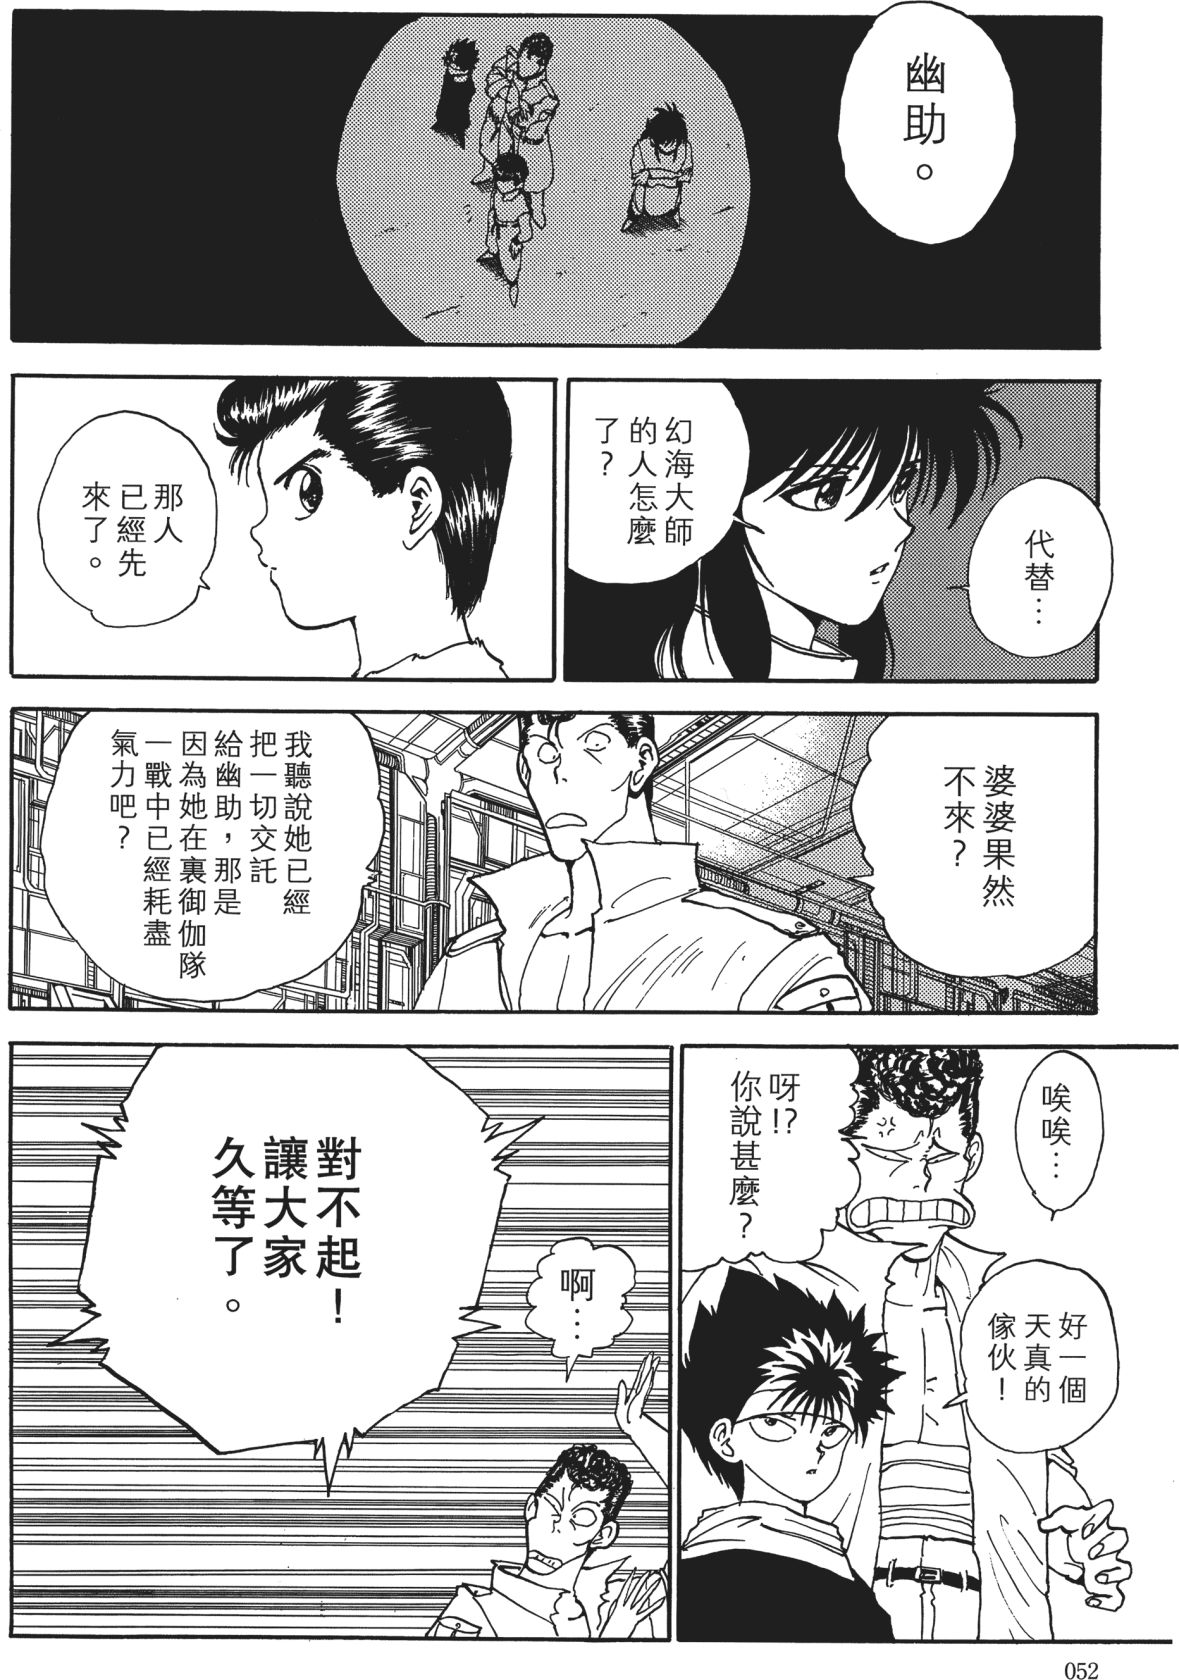 幽助。
代替…
幻海大師
的人怎麼
了？
那人
已經先
來了。
婆婆果然
不來？
我聽說她已經
把一切交託
給幽助，那是
因為她在裏御伽隊
一戰中已經耗盡
氣力吧？
唉唉…
好一個
天真的
傢伙！
呀!?
你說甚麼？
啊…
對不起！
讓大家
久等了。
052